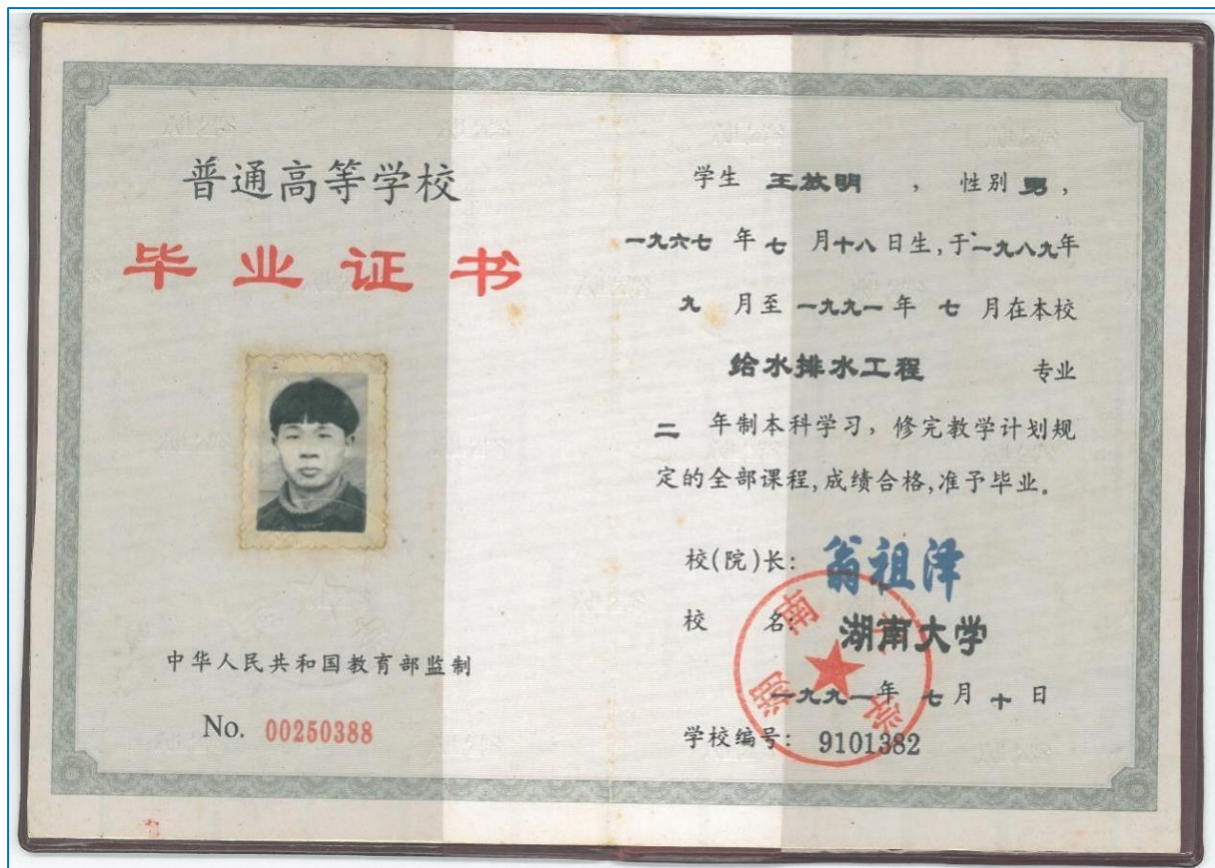 普通高等学校
毕业证书
中华人民共和国教育部监制
No. 00250388
学生 王放明 ， 性别 男，
一九六七 年 七 月十八日生,于一九八九年
九 月至 一九九一 年 七 月在本校
给水排水工程 专业
二 年制本科学习，修完教学计划规
定的全部课程,成绩合格,准予毕业。
校(院)长: 翁祖泽
校 名: 湖南大学
一九九一年 七月 十 日
学校编号: 9101382
湖南大学